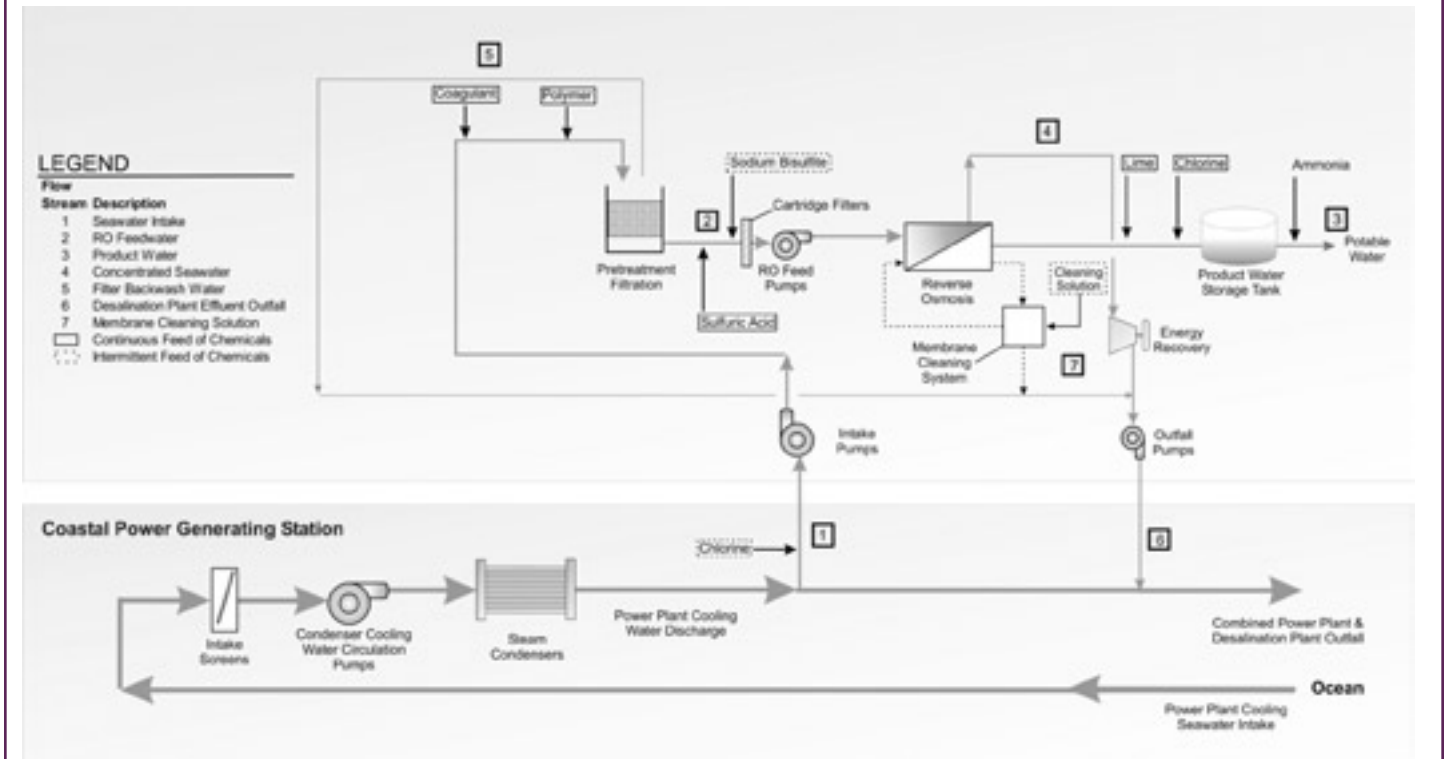 5
Coagulant
Polymer
4
LEGEND
Flow
Stream Description
1 Seawater Intake
2 RO Feedwater
3 Product Water
4 Concentrated Seawater
5 Filter Backwash Water
6 Desalination Plant Effluent Outfall
7 Membrane Cleaning Solution
Continuous Feed of Chemicals
Intermittent Feed of Chemicals
Sodium Bisulfite
Lime
Chlorine
Ammonia
2
Cartridge Filters
3
Potable
Water
Pretreatment
Filtration
RO Feed
Pumps
Reverse
Osmosis
Cleaning
Solution
Product Water
Storage Tank
Sulfuric Acid
Membrane
Cleaning
System
7
Energy
Recovery
Intake
Pumps
Outfall
Pumps
Coastal Power Generating Station
Chlorine
1
6
Intake
Screens
Condenser Cooling
Water Circulation
Pumps
Steam
Condensers
Power Plant Cooling
Water Discharge
Combined Power Plant &
Desalination Plant Outfall
Ocean
Power Plant Cooling
Seawater Intake